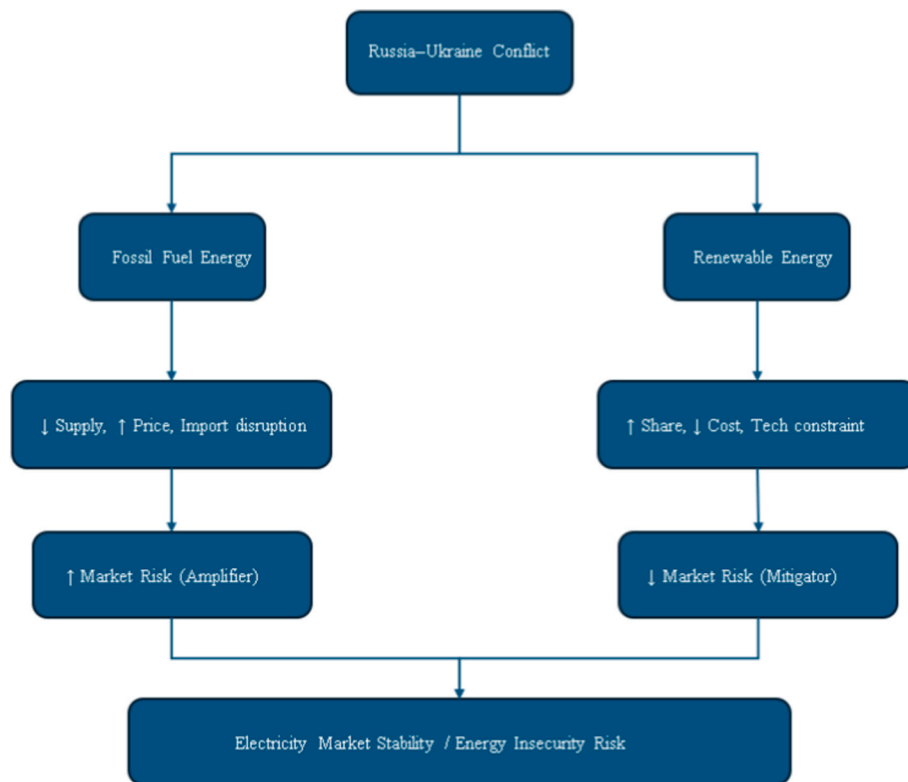 Russia–Ukraine Conflict
Fossil Fuel Energy
Renewable Energy
↓ Supply, ↑ Price, Import disruption
↑ Share, ↓ Cost, Tech constraint
↑ Market Risk (Amplifier)
↓ Market Risk (Mitigator)
Electricity Market Stability / Energy Insecurity Risk